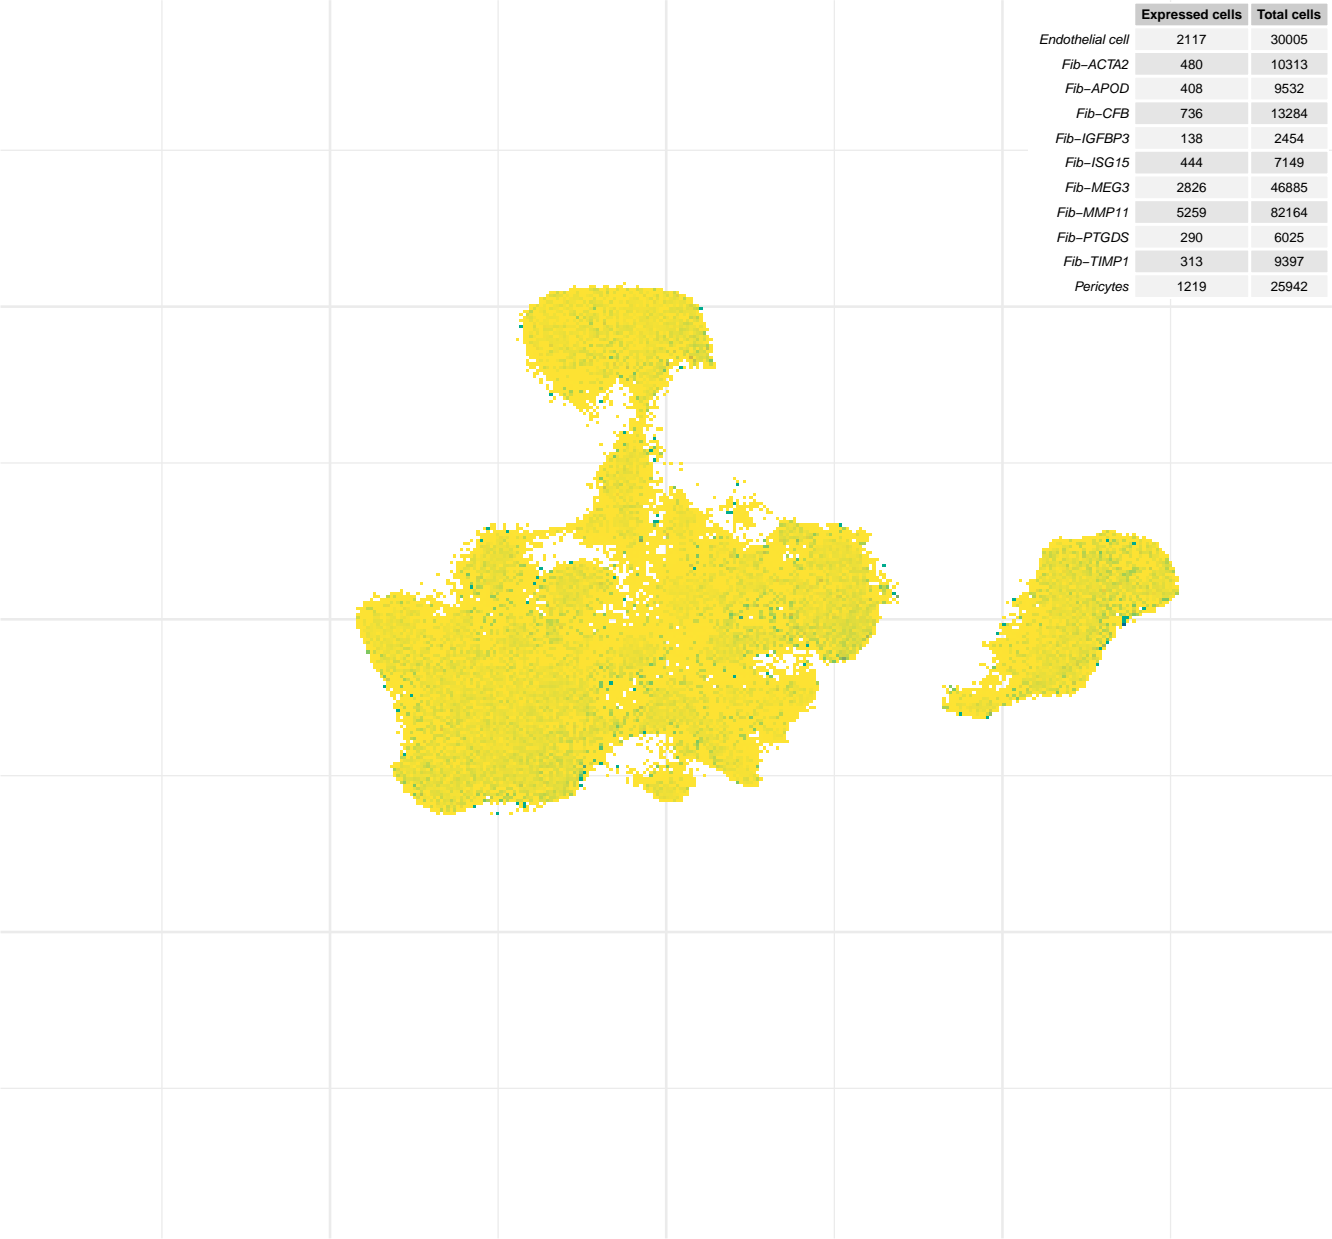 Expressed cells Total cells
Endothelial cell 2117 30005
Fib−ACTA2 480 10313
Fib−APOD 408 9532
Fib−CFB 736 13284
Fib−IGFBP3 138 2454
Fib−ISG15 444 7149
Fib−MEG3 2826 46885
Fib−MMP11 5259 82164
Fib−PTGDS 290 6025
Fib−TIMP1 313 9397
Pericytes 1219 25942